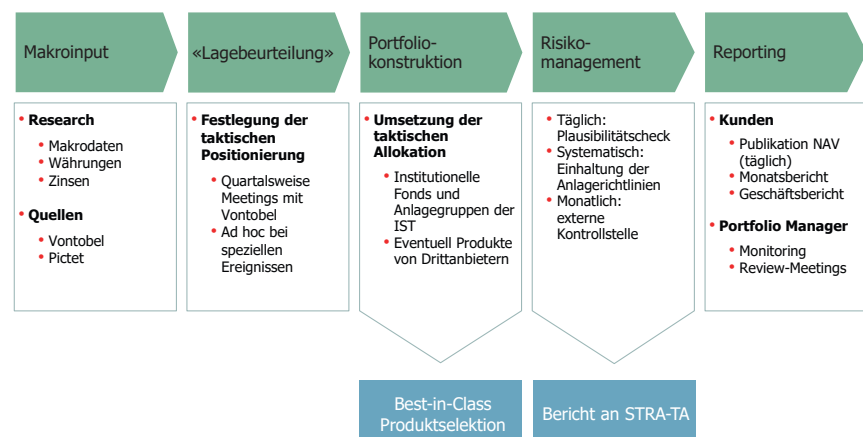 Makroinput
«Lagebeurteilung»
Portfolio-
konstruktion
Risiko-
management
Reporting
• Research
• Makrodaten
• Währungen
• Zinsen
• Quellen
• Vontobel
• Pictet
• Festlegung der
taktischen
Positionierung
• Quartalsweise
Meetings mit
Vontobel
• Ad hoc bei
speziellen
Ereignissen
• Umsetzung der
taktischen
Allokation
• Institutionelle
Fonds und
Anlagegruppen der
IST
• Eventuell Produkte
von Drittanbietern
• Täglich:
Plausibilitätscheck
• Systematisch:
Einhaltung der
Anlagerichtlinien
• Monatlich:
externe
Kontrollstelle
• Kunden
• Publikation NAV
(täglich)
• Monatsbericht
• Geschäftsbericht
• Portfolio Manager
• Monitoring
• Review-Meetings
Best-in-Class
Produktselektion
Bericht an STRA-TA